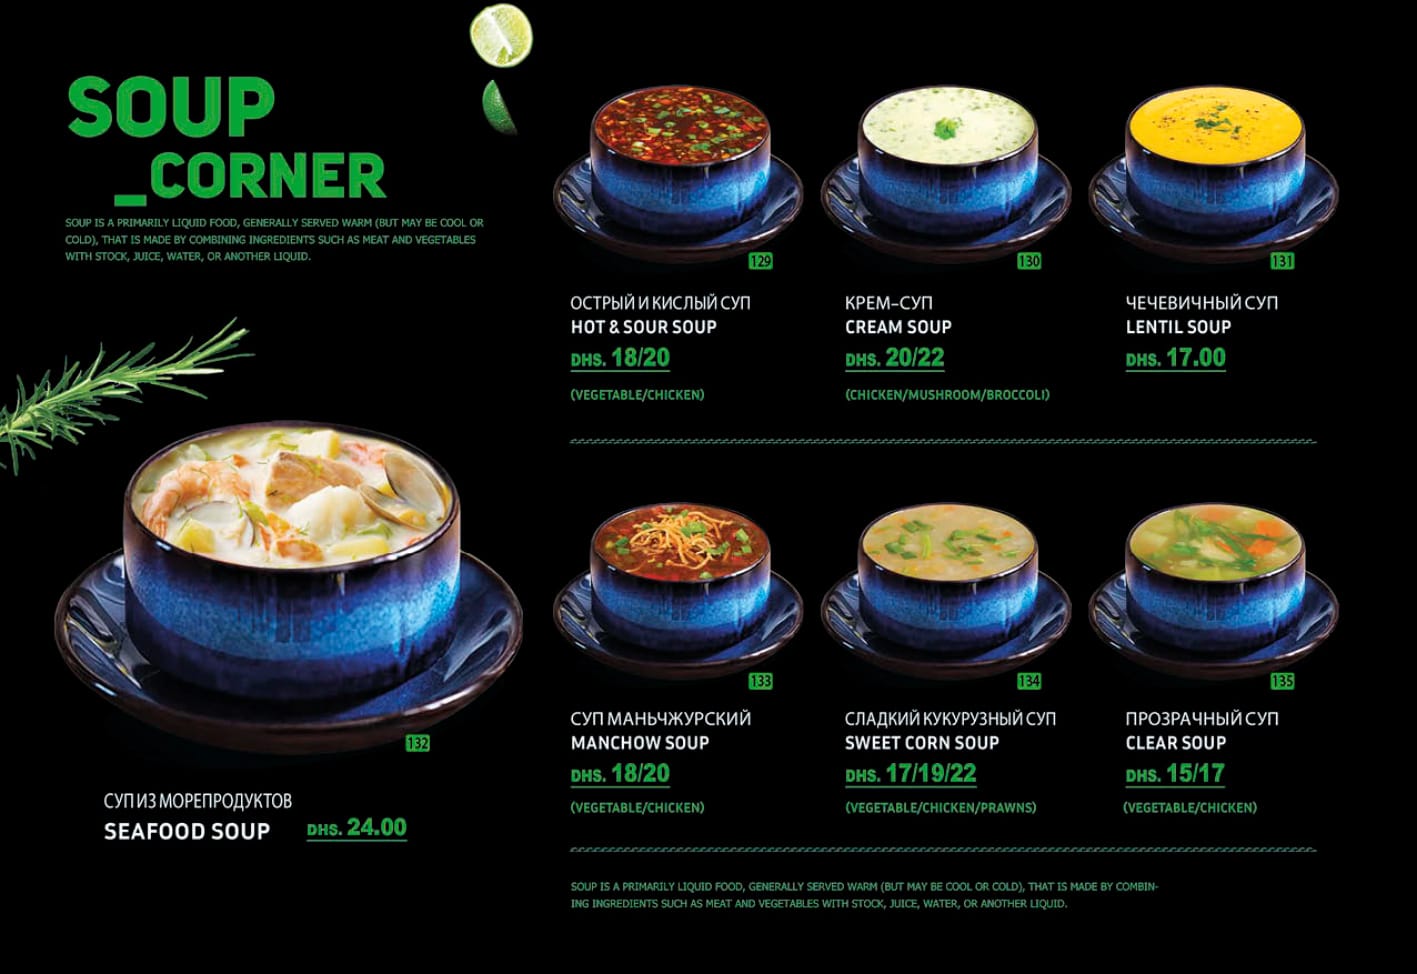 SOUP
_CORNER
SOUP IS A PRIMARILY LIQUID FOOD, GENERALLY SERVED WARM (BUT MAY BE COOL OR
COLD), THAT IS MADE BY COMBINING INGREDIENTS SUCH AS MEAT AND VEGETABLES
WITH STOCK, JUICE, WATER, OR ANOTHER LIQUID.
132
СУП ИЗ МОРЕПРОДУКТОВ
SEAFOOD SOUP DHS. 24.00
129
ОСТРЫЙ И КИСЛЫЙ СУП
HOT & SOUR SOUP
DHS. 18/20
(VEGETABLE/CHICKEN)
130
КРЕМ-СУП
CREAM SOUP
DHS. 20/22
(CHICKEN/MUSHROOM/BROCCOLI)
131
ЧЕЧЕВИЧНЫЙ СУП
LENTIL SOUP
DHS. 17.00
133
СУП МАНЬЧЖУРСКИЙ
MANCHOW SOUP
DHS. 18/20
(VEGETABLE/CHICKEN)
134
СЛАДКИЙ КУКУРУЗНЫЙ СУП
SWEET CORN SOUP
DHS. 17/19/22
(VEGETABLE/CHICKEN/PRAWNS)
135
ПРОЗРАЧНЫЙ СУП
CLEAR SOUP
DHS. 15/17
(VEGETABLE/CHICKEN)
SOUP IS A PRIMARILY LIQUID FOOD, GENERALLY SERVED WARM (BUT MAY BE COOL OR COLD), THAT IS MADE BY COMBIN-
ING INGREDIENTS SUCH AS MEAT AND VEGETABLES WITH STOCK, JUICE, WATER, OR ANOTHER LIQUID.